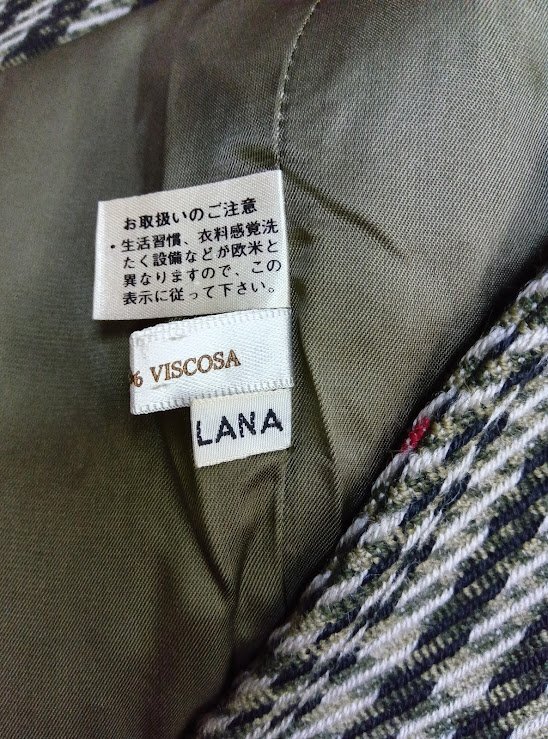 お取扱いのご注意
・生活習慣、衣料感覚洗
たく設備などが欧米と
異なりますので、この
表示に従って下さい。
% VISCOSA
LANA